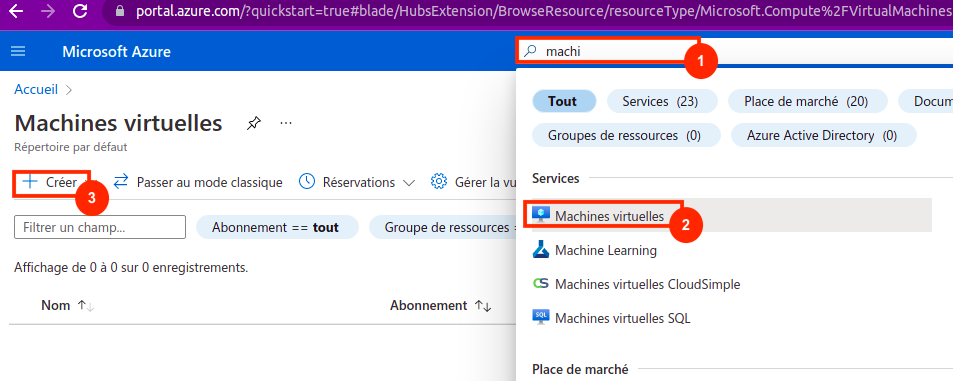 portal.azure.com/?quickstart=true#blade/HubsExtension/BrowseResource/resourceType/Microsoft.Compute%2FVirtualMachines
Microsoft Azure
machi
1
Accueil
Machines virtuelles
Répertoire par défaut
Créer
3
Passer au mode classique
Réservations
Gérer la vu
Filtrer un champ...
Abonnement == tout
Groupe de ressources =
Affichage de 0 à 0 sur 0 enregistrements.
Nom
Abonnement
Tout
Services (23)
Place de marché (20)
Docum
Groupes de ressources (0)
Azure Active Directory (0)
Services
Machines virtuelles
2
Machine Learning
CS Machines virtuelles CloudSimple
SQL Machines virtuelles SQL
Place de marché